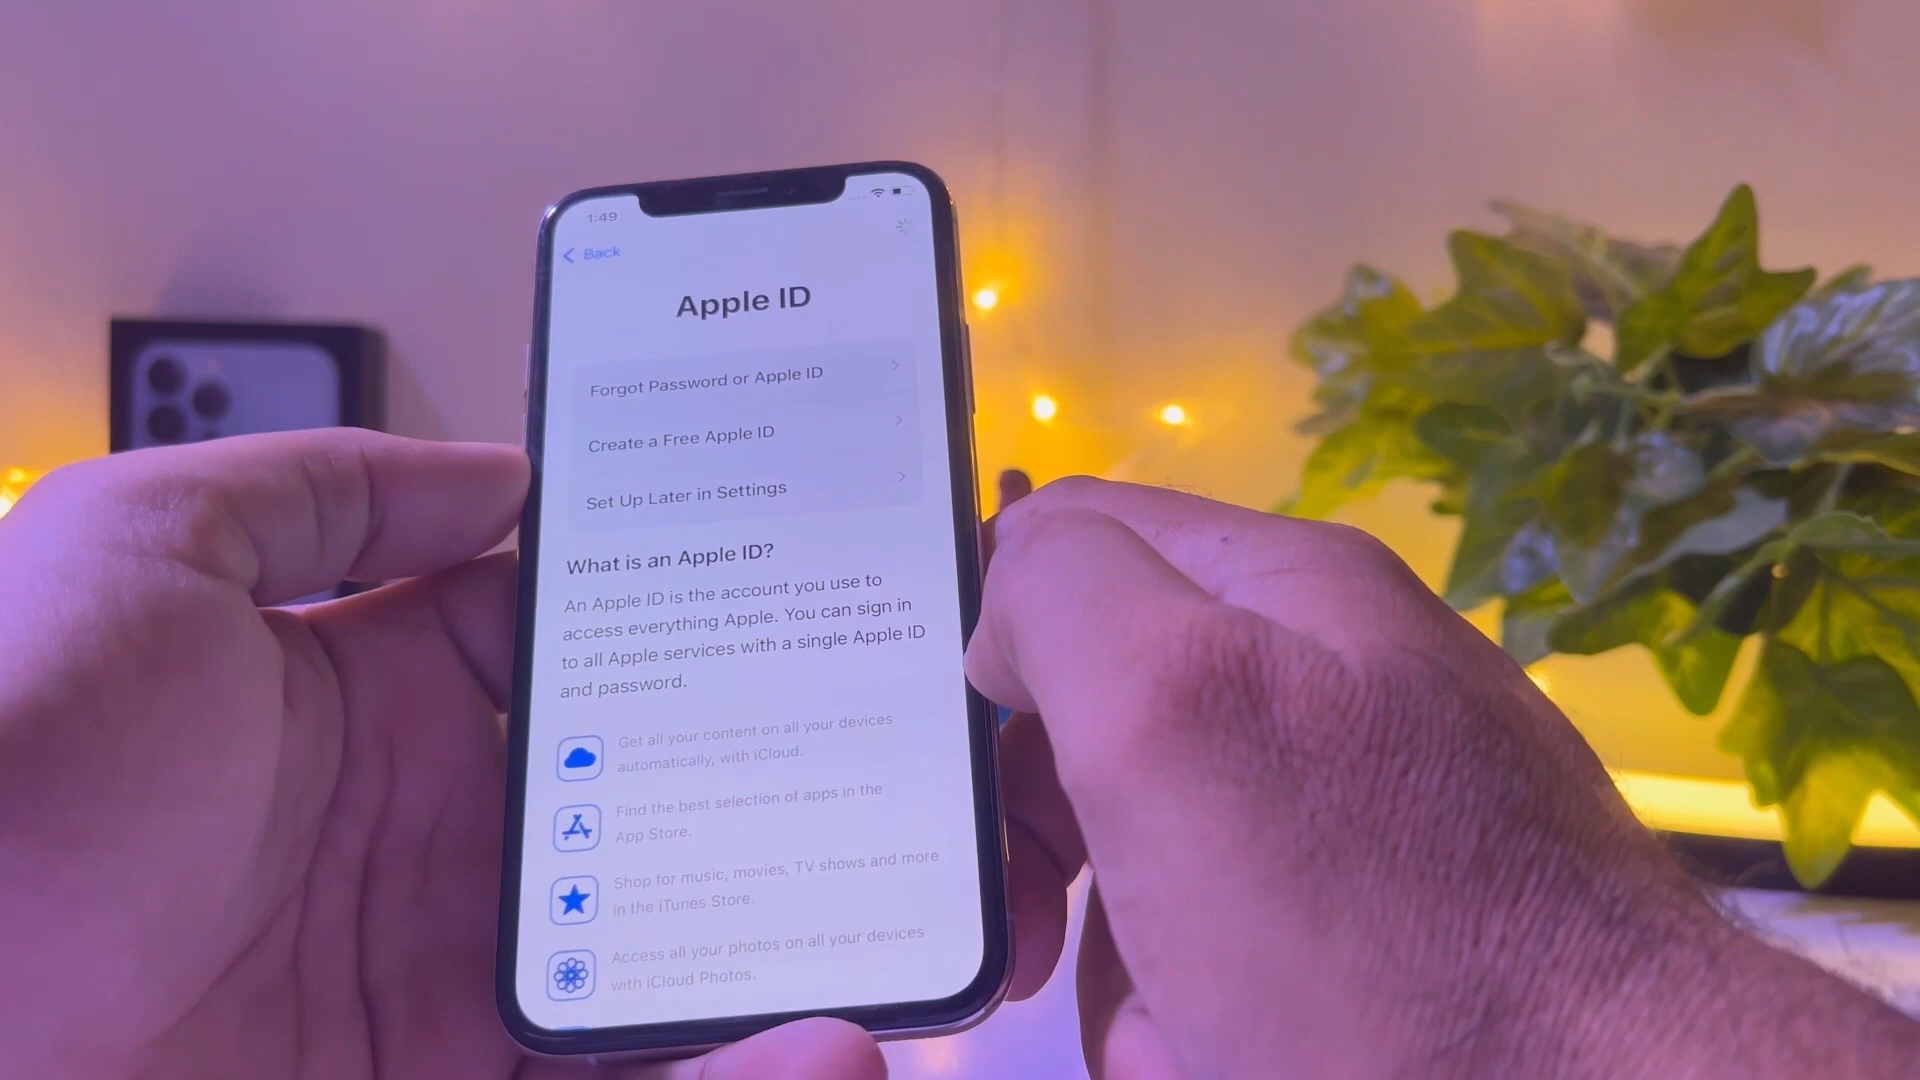 1:49
Back
Apple ID
Forgot Password or Apple ID
Create a Free Apple ID
Set Up Later in Settings
What is an Apple ID?
An Apple ID is the account you use to
access everything Apple. You can sign in
to all Apple services with a single Apple ID
and password.
Get all your content on all your devices
automatically, with iCloud.
Find the best selection of apps in the
App Store.
Shop for music, movies, TV shows and more
in the iTunes Store.
Access all your photos on all your devices
with iCloud Photos.